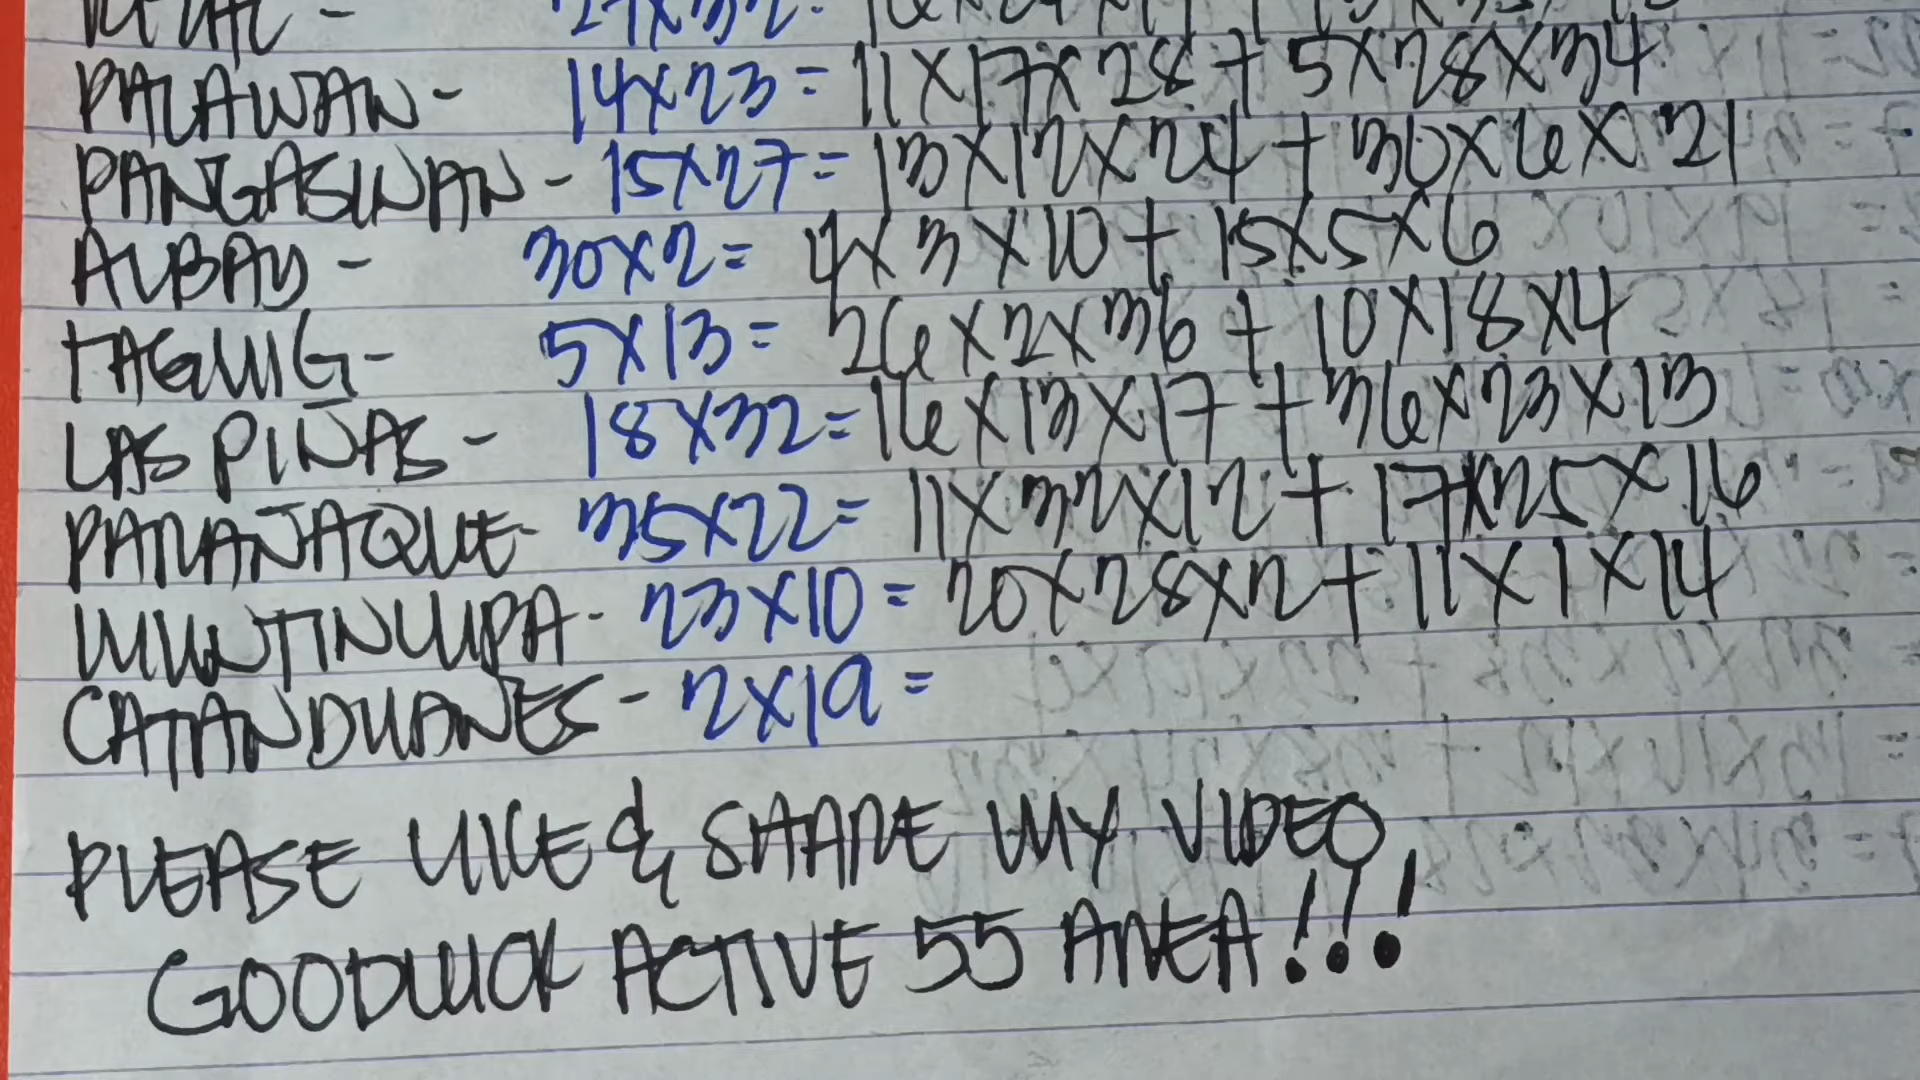 PALAWAN - 14X23= 11X17X28+5X28X34
PANGASINAN - 15X27= 13X12X24+30X6X21
ALBAY - 30X2= 4X3X10+15X5X6
TAGUIG - 5X13= 26X2X36+10X18X4
LAS PIÑAS - 18X32= 16X13X17+36X23X13
PARAÑAQUE - 35X22= 11X32X12+17X25X16
MUNTINLUPA - 23X10= 20X28X2+11X1X14
CATANDUANES - 2X19=
PLEASE LIKE & SHARE MY VIDEO
GOODLUCK ACTIVE 55 AREA!!!